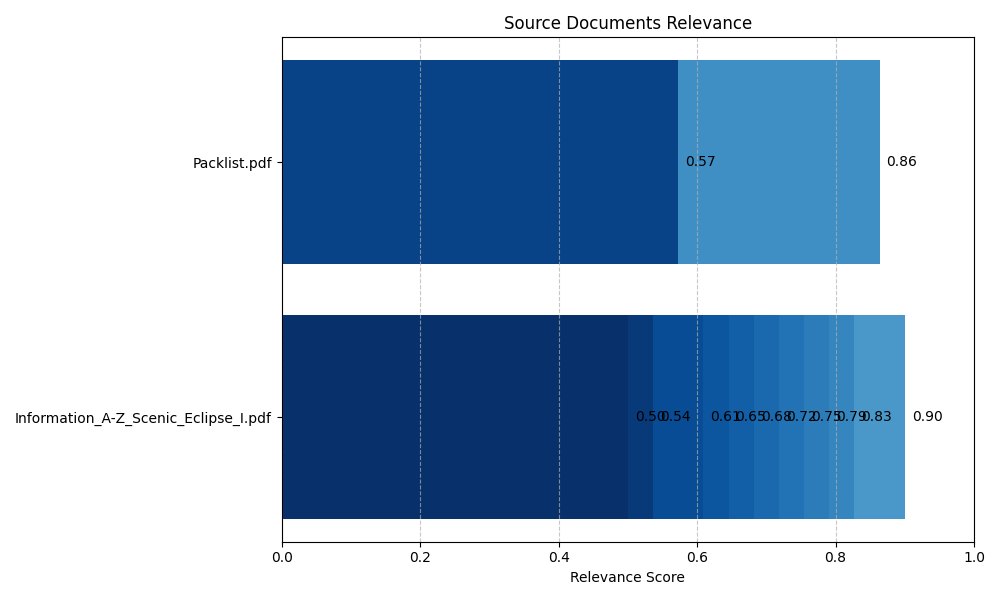 Source Documents Relevance
Packlist.pdf
0.57
0.86
Information_A-Z_Scenic_Eclipse_I.pdf
0.50
0.54
0.61
0.65
0.68
0.72
0.75
0.79
0.83
0.90
0.0 0.2 0.4 0.6 0.8 1.0
Relevance Score